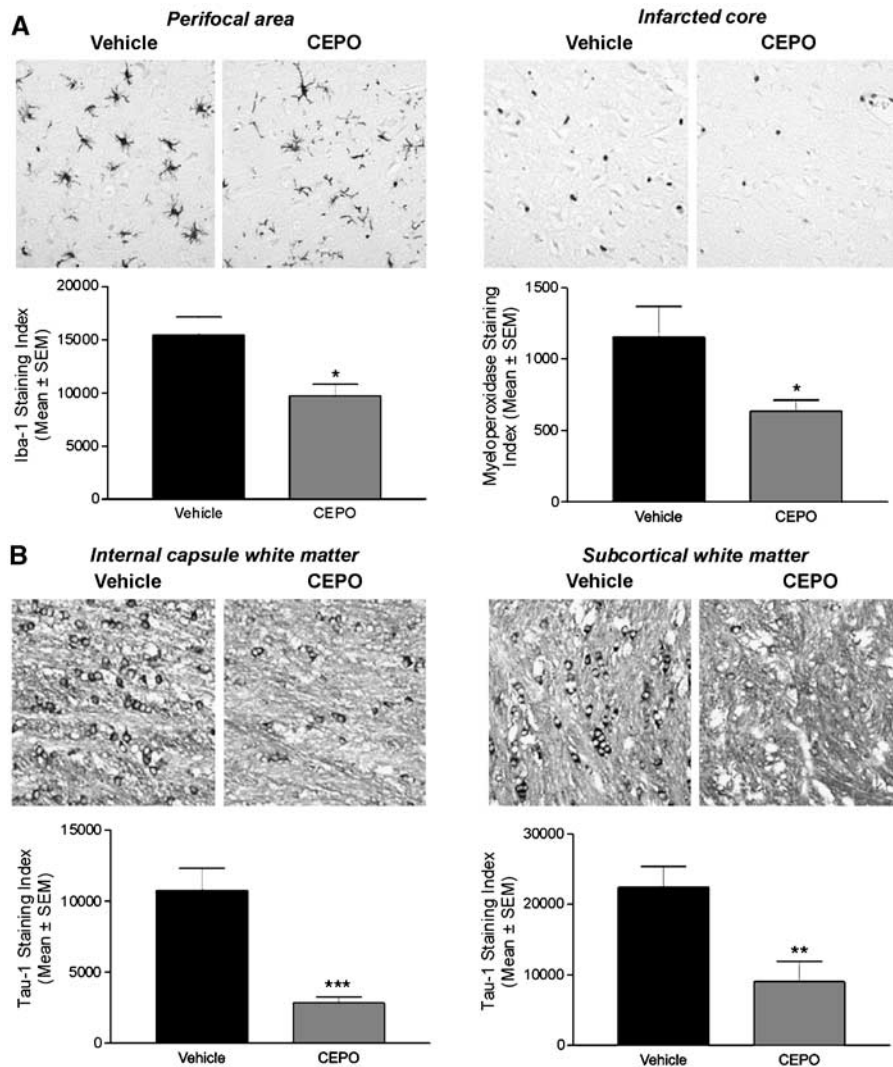 A
Perifocal area
Infarcted core
Vehicle
CEPO
Vehicle
CEPO
Iba-1 Staining Index
(Mean ± SEM)
20000
15000
10000
5000
0
*
Vehicle
CEPO
Myeloperoxidase Staining
Index (Mean ± SEM)
1500
1000
500
0
*
Vehicle
CEPO
B
Internal capsule white matter
Subcortical white matter
Vehicle
CEPO
Vehicle
CEPO
Tau-1 Staining Index
(Mean ± SEM)
15000
10000
5000
0
***
Vehicle
CEPO
Tau-1 Staining Index
(Mean ± SEM)
30000
20000
10000
0
**
Vehicle
CEPO